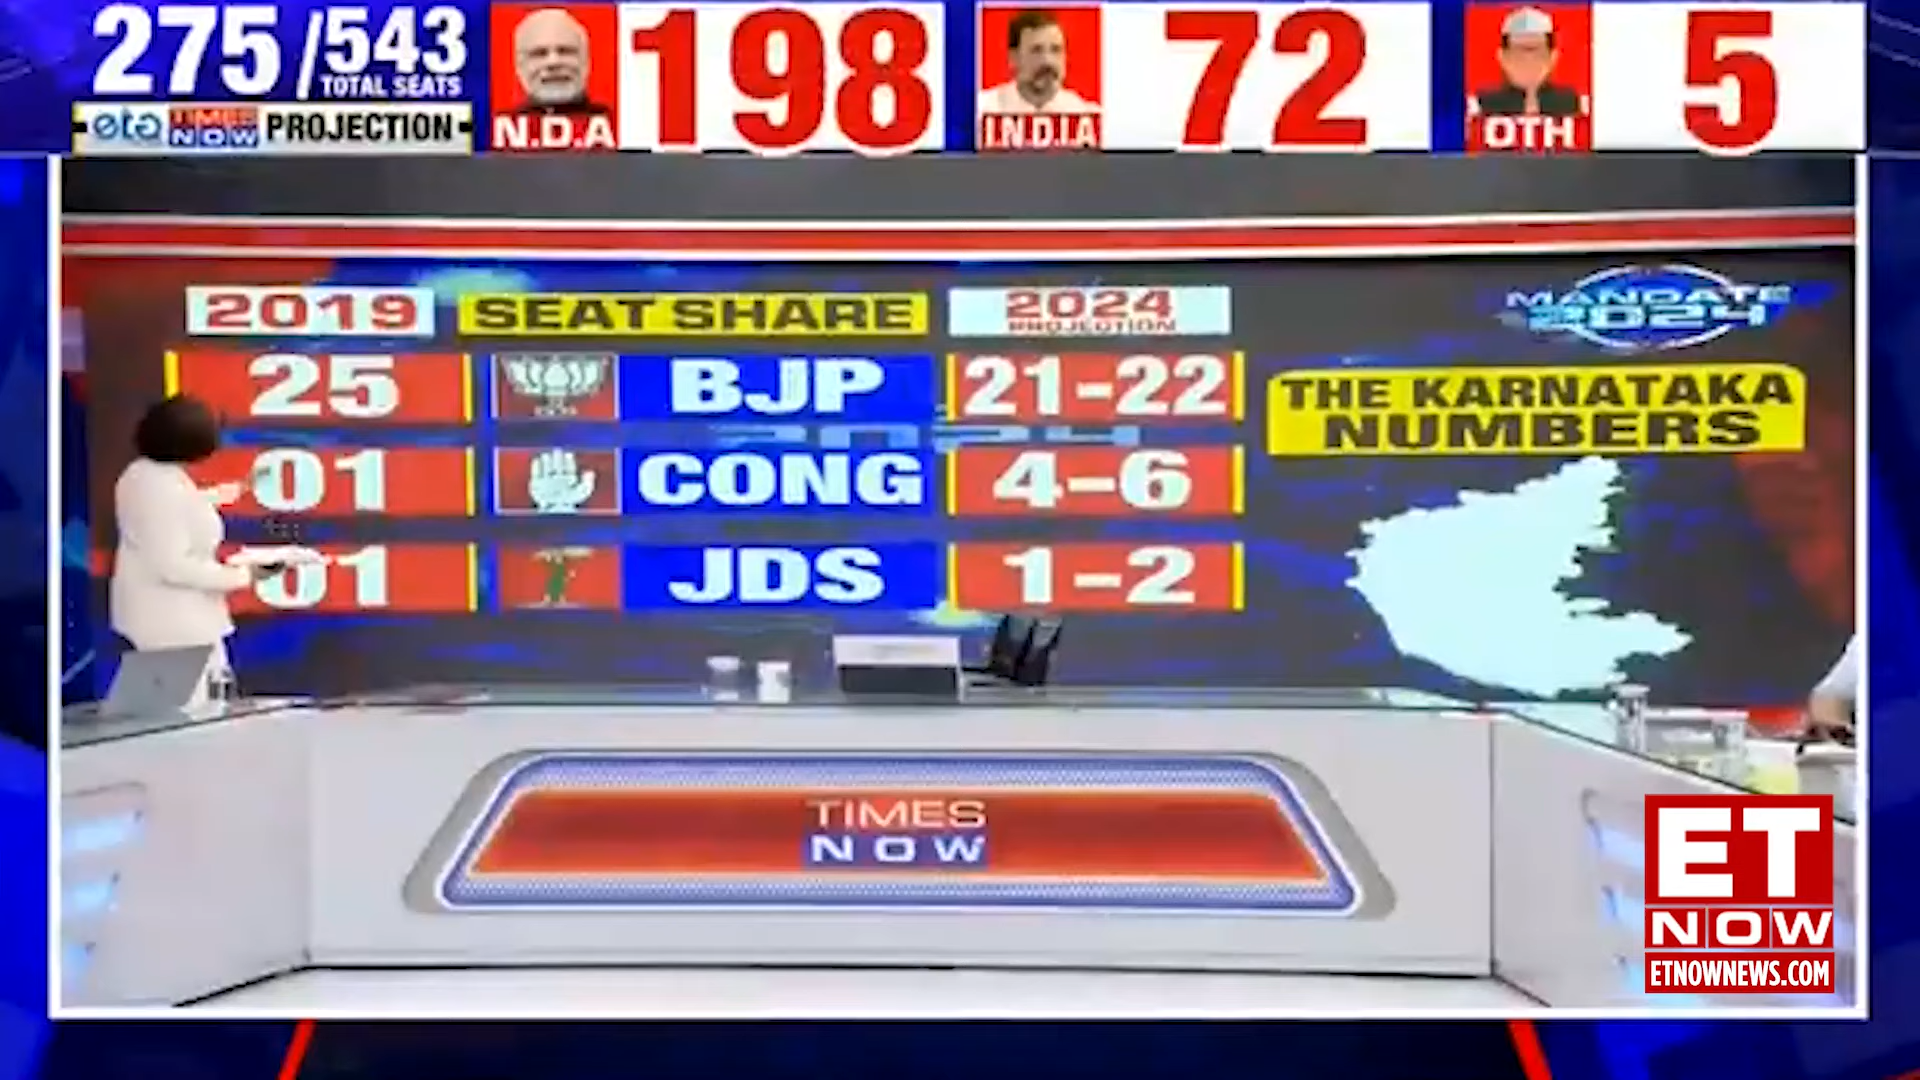 275/543
TOTAL SEATS
eta TIMES NOW PROJECTION
N.D.A 198
I.N.D.I.A 72
OTH 5
2019 SEAT SHARE 2024
PROJECTION
MANDATE
2024
25 BJP 21-22
2024
THE KARNATAKA
NUMBERS
01 CONG 4-6
01 JDS 1-2
TIMES
NOW
ET
NOW
ETNOWNEWS.COM